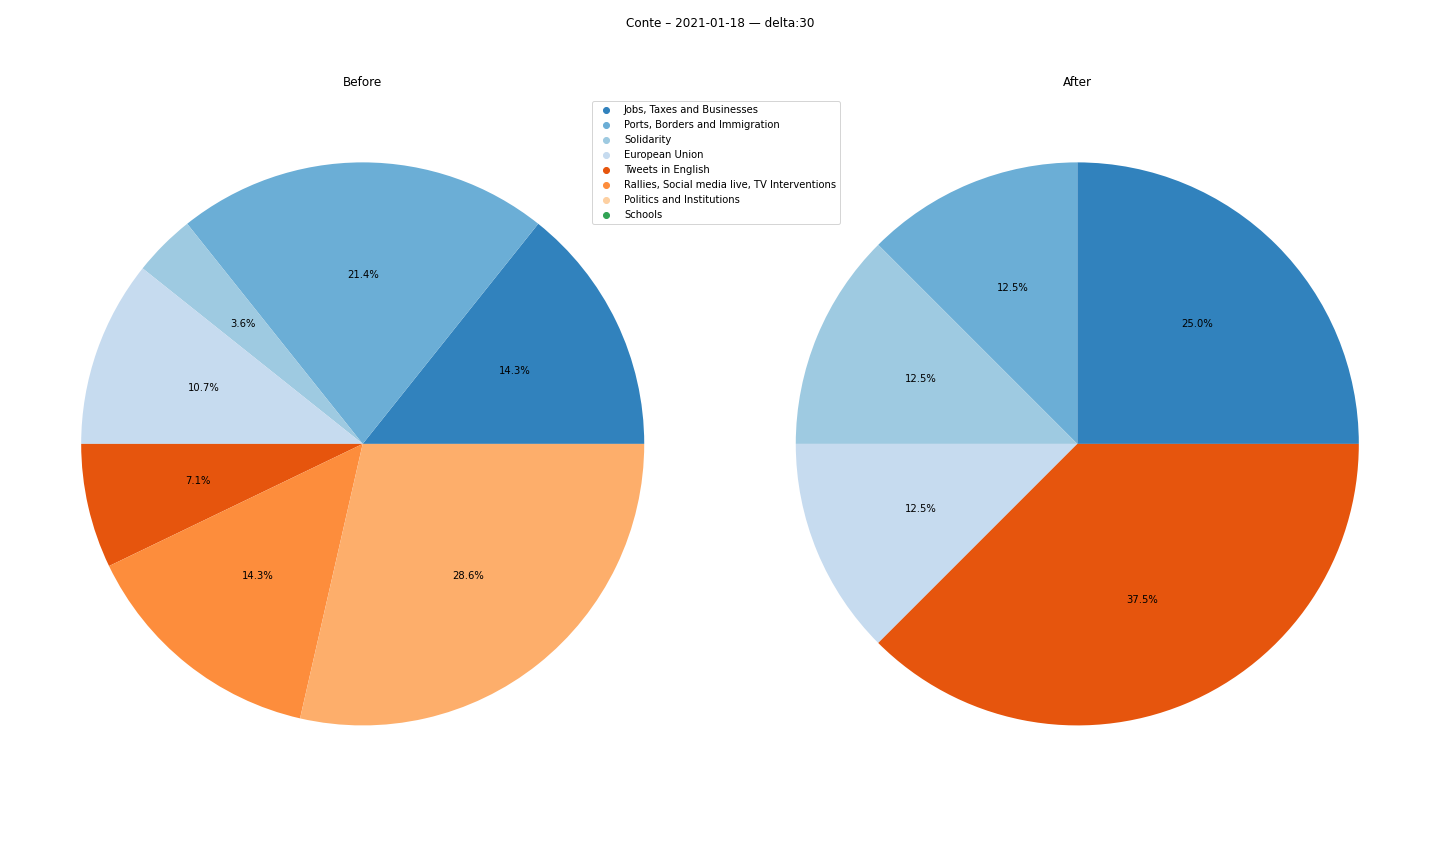 Conte – 2021-01-18 — delta:30
Before
After
Jobs, Taxes and Businesses
Ports, Borders and Immigration
Solidarity
European Union
Tweets in English
Rallies, Social media live, TV Interventions
Politics and Institutions
Schools
21.4%
3.6%
14.3%
10.7%
7.1%
14.3%
28.6%
12.5%
25.0%
12.5%
12.5%
37.5%